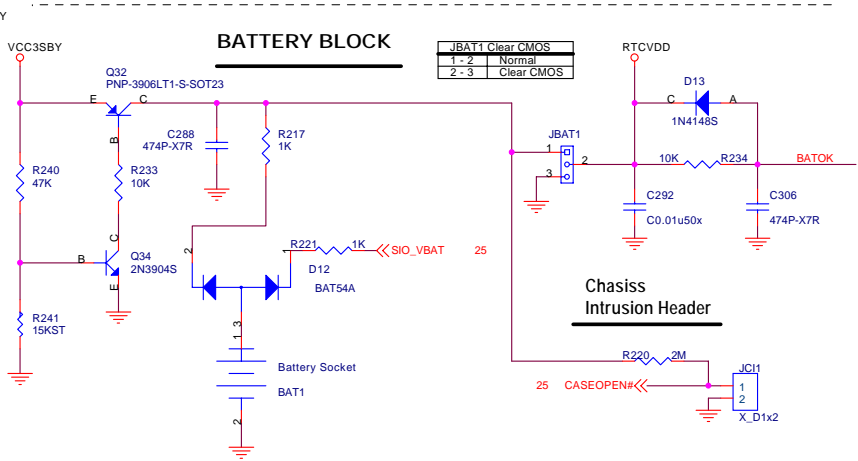 Y
VCC3SBY
BATTERY BLOCK
JBAT1 Clear CMOS
1 - 2 Normal
2 - 3 Clear CMOS
RTCVDD
Q32
PNP-3906LT1-S-SOT23
E
C
B
D13
C
A
1N4148S
C288
474P-X7R
R217
1K
JBAT1
1
2
3
10K
R234
BATOK
R240
47K
R233
10K
C292
C0.01u50x
C306
474P-X7R
C
B
E
Q34
2N3904S
2
1
R221
1K
SIO_VBAT
25
D12
BAT54A
Chasiss
Intrusion Header
R241
15KST
3
1
Battery Socket
BAT1
2
R220
2M
JCI1
25
CASEOPEN#
1
2
X_D1x2